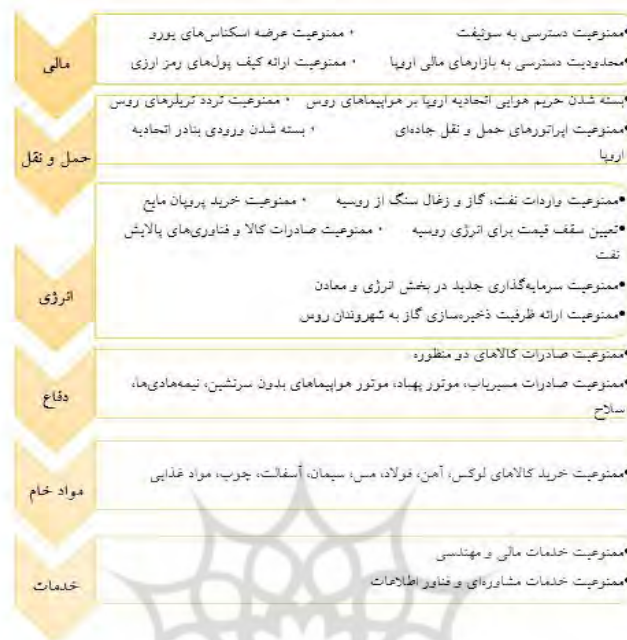 مالی
•ممنوعیت دسترسی به سوئیفت • ممنوعیت عرضه اسکناس‌های یورو
•محدودیت دسترسی به بازارهای مالی اروپا • ممنوعیت ارائه کیف پول‌های رمز ارزی
حمل و نقل
•بسته شدن حریم هوایی اتحادیه اروپا بر هواپیماهای روس • ممنوعیت تردد تریلرهای روس
•ممنوعیت اپراتورهای حمل و نقل جاده‌ای • بسته شدن ورودی بنادر اتحادیه
اروپا
انرژی
•ممنوعیت واردات نفت، گاز و زغال سنگ از روسیه • ممنوعیت خرید پروپان مایع
•تعیین سقف قیمت برای انرژی روسیه • ممنوعیت صادرات کالا و فناوری‌های پالایش
نفت
•ممنوعیت سرمایه‌گذاری جدید در بخش انرژی و معادن
•ممنوعیت ارائه ظرفیت ذخیره‌سازی گاز به شهروندان روس
دفاع
•ممنوعیت صادرات کالاهای دو منظوره
•ممنوعیت صادرات مسیریاب، موتور پهباد، موتور هواپیماهای بدون سرنشین، نیمه‌هادی‌ها،
سلاح
مواد خام
•ممنوعیت خرید کالاهای لوکس، آهن، فولاد، مس، سیمان، آسفالت، چوب، مواد غذایی
خدمات
•ممنوعیت خدمات مالی و مهندسی
•ممنوعیت خدمات مشاوره‌ای و فناور اطلاعات